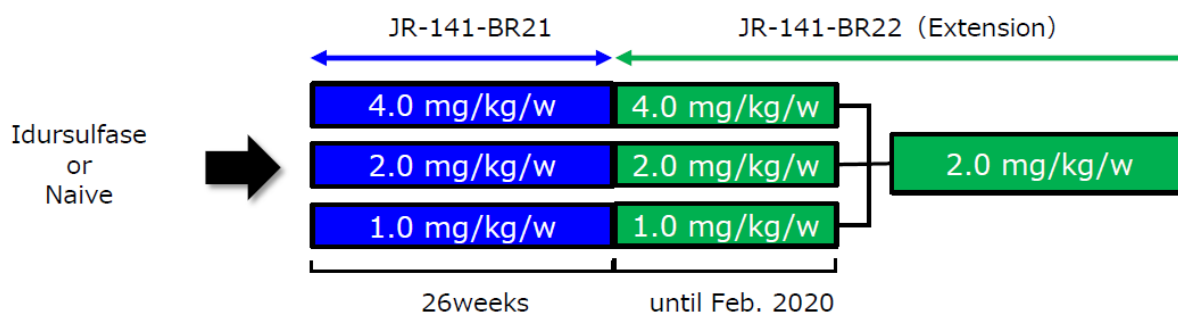 JR-141-BR21
JR-141-BR22（Extension）
Idursulfase
or
Naive
4.0 mg/kg/w
4.0 mg/kg/w
2.0 mg/kg/w
2.0 mg/kg/w
2.0 mg/kg/w
1.0 mg/kg/w
1.0 mg/kg/w
26weeks
until Feb. 2020